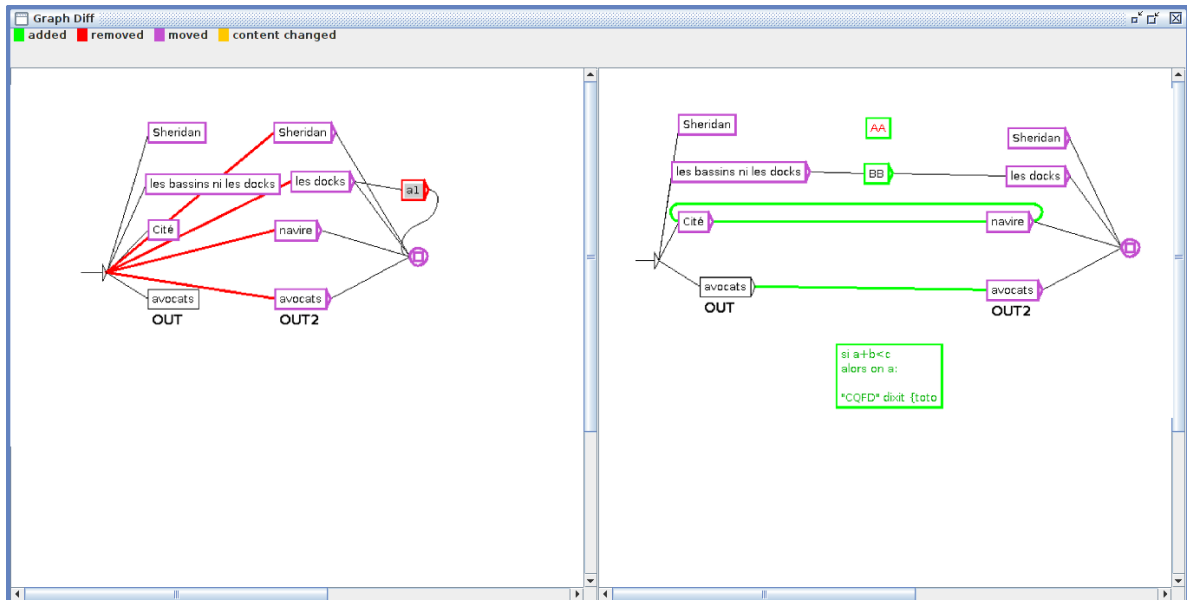 Graph Diff
added removed moved content changed
Sheridan
Sheridan
les bassins ni les docks
les docks
a1
Cité
navire
avocats
avocats
OUT
OUT2
Sheridan
AA
Sheridan
les bassins ni les docks
BB
les docks
Cité
navire
avocats
avocats
OUT
OUT2
si a+b<c
alors on a:
"CQFD" dixit {toto